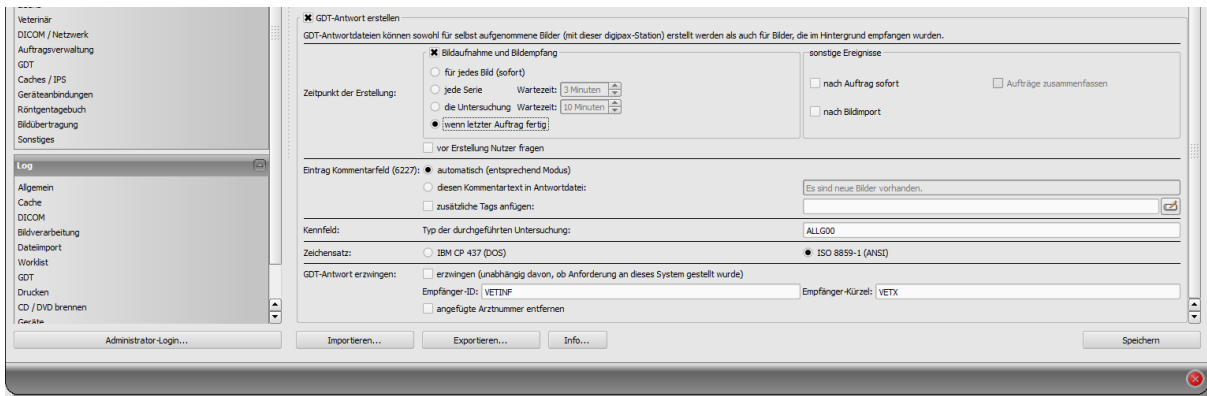 Veterinär
DICOM / Netzwerk
Auftragsverwaltung
GDT
Caches / IPS
Geräteanbindungen
Röntgentagebuch
Bildübertragung
Sonstiges
Log
Allgemein
Cache
DICOM
Bildverarbeitung
Dateiimport
Worklist
GDT
Drucken
CD / DVD brennen
Geräte
Administrator-Login...
GDT-Antwort erstellen
GDT-Antwortdateien können sowohl für selbst aufgenommene Bilder (mit dieser digipax-Station) erstellt werden als auch für Bilder, die im Hintergrund empfangen wurden.
Zeitpunkt der Erstellung:
Bildaufnahme und Bildempfang
für jedes Bild (sofort)
jede Serie Wartezeit: 3 Minuten
die Untersuchung Wartezeit: 10 Minuten
wenn letzter Auftrag fertig
vor Erstellung Nutzer fragen
sonstige Ereignisse
nach Auftrag sofort Aufträge zusammenfassen
nach Bildimport
Eintrag Kommentarfeld (6227): automatisch (entsprechend Modus)
diesen Kommentartext in Antwortdatei: Es sind neue Bilder vorhanden.
zusätzliche Tags anfügen:
Kennfeld: Typ der durchgeführten Untersuchung: ALLG00
Zeichensatz: IBM CP 437 (DOS) ISO 8859-1 (ANSI)
GDT-Antwort erzwingen: erzwingen (unabhängig davon, ob Anforderung an dieses System gestellt wurde)
Empfänger-ID: VETINF Empfänger-Kürzel: VETX
angefügte Arztnummer entfernen
Importieren... Exportieren... Info... Speichern